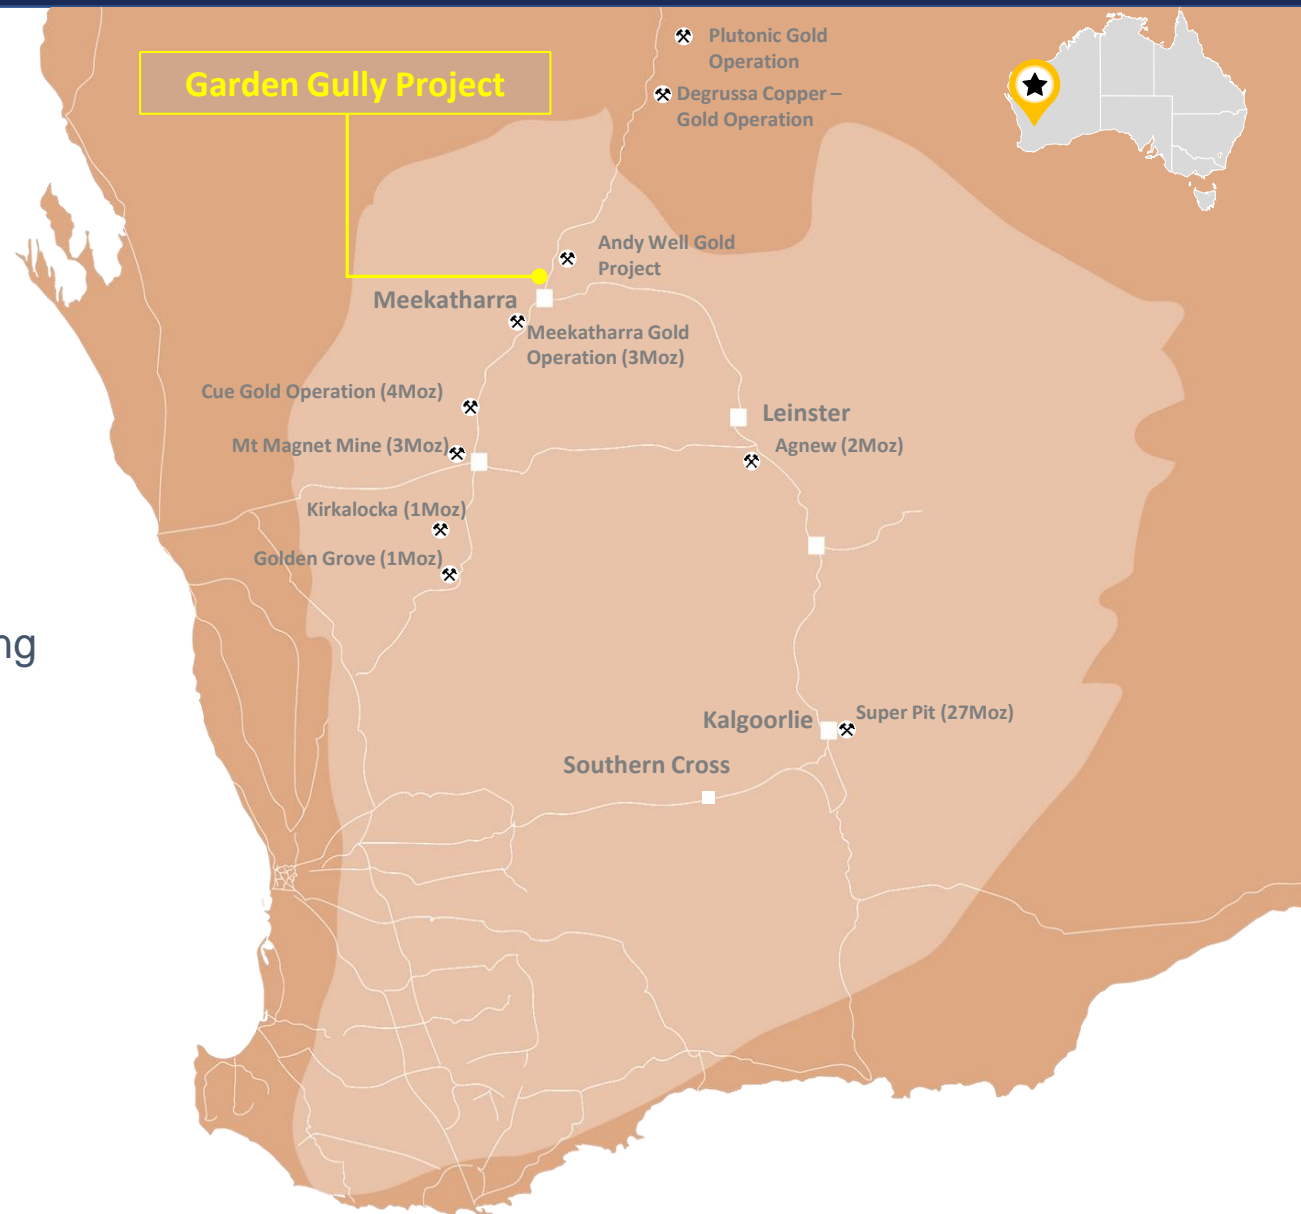 Plutonic Gold
Operation
Garden Gully Project
Degrussa Copper –
Gold Operation
Andy Well Gold
Project
Meekatharra
Meekatharra Gold
Operation (3Moz)
Cue Gold Operation (4Moz)
Leinster
Mt Magnet Mine (3Moz)
Agnew (2Moz)
Kirkalocka (1Moz)
Golden Grove (1Moz)
ng
Kalgoorlie
Super Pit (27Moz)
Southern Cross